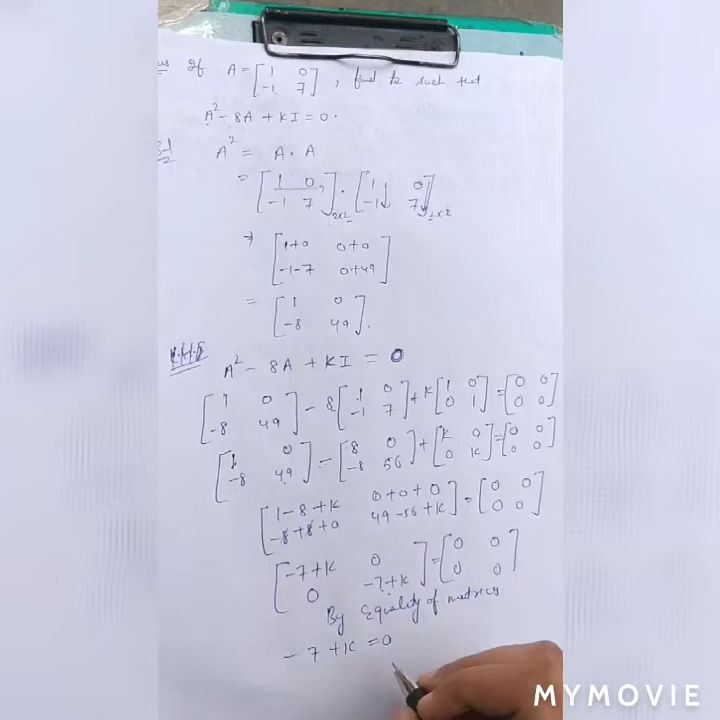 If A = [1 0 -1 7], find k such that
A² - 8A + KI = 0.
A² = A · A
= [1 0 -1 7]2×2 · [1 0 -1 7]2×2
→ [1+0 0+0 -1-7 0+49]
= [1 0 -8 49].
A² - 8A + KI = 0
[1 0 -8 49] - 8[1 0 -1 7] + K[1 0 0 1] = [0 0 0 0]
[1 0 -8 49] - [8 0 -8 56] + [K 0 0 K] = [0 0 0 0]
[1-8+K 0+0+0 -8+8+0 49-56+K] = [0 0 0 0]
[-7+K 0 0 -7+K] = [0 0 0 0]
By Equality of metrics
-7+K=0
MYMOVIE